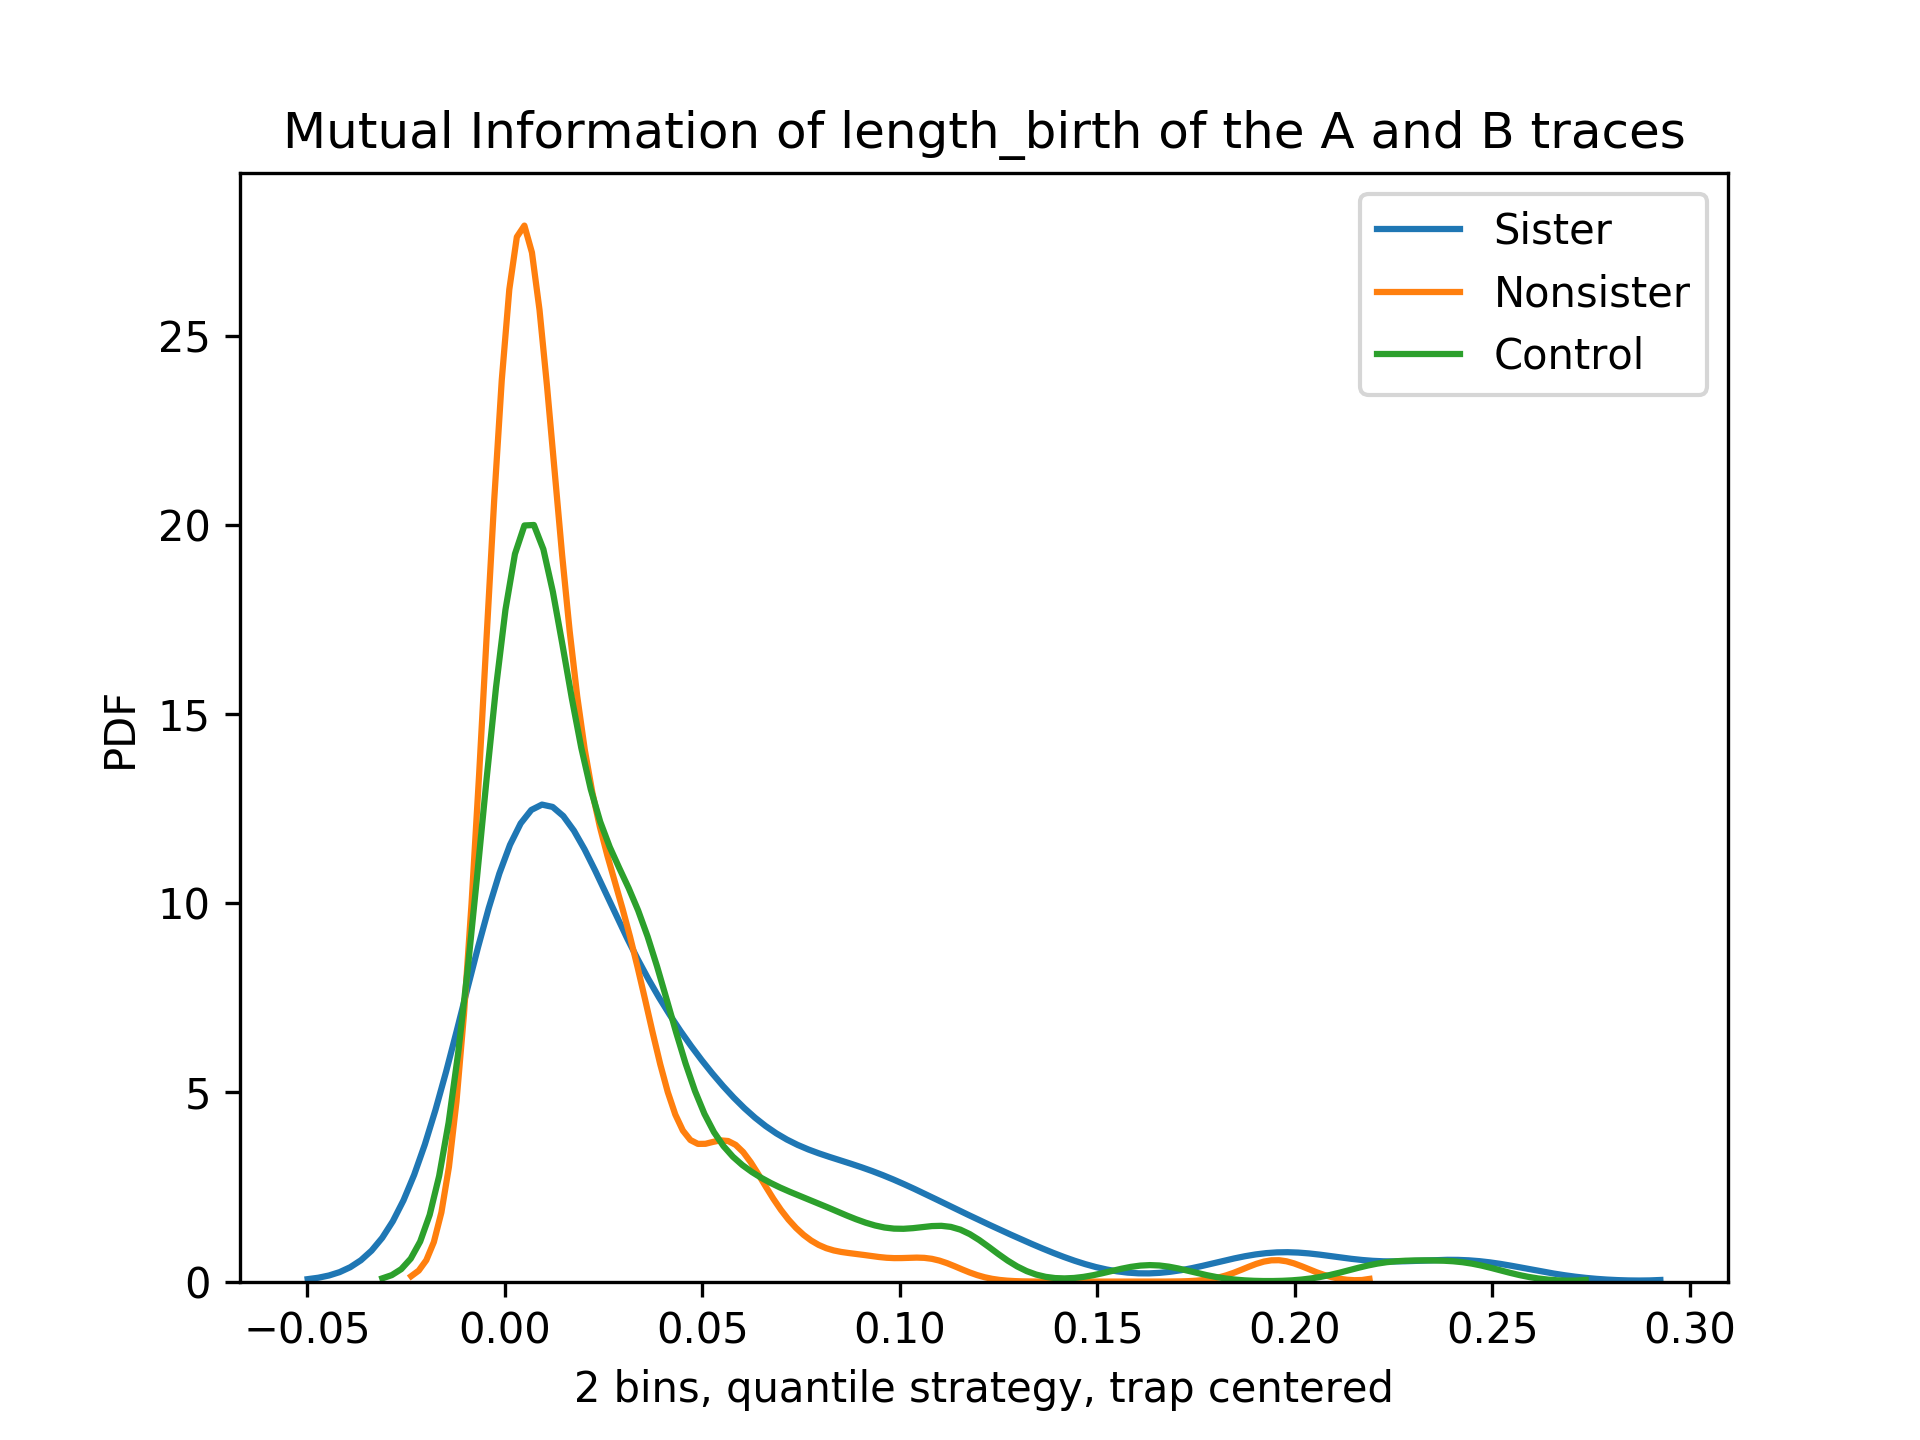 Mutual Information of length_birth of the A and B traces
Sister
Nonsister
Control
PDF
25
20
15
10
5
0
−0.05 0.00 0.05 0.10 0.15 0.20 0.25 0.30
2 bins, quantile strategy, trap centered